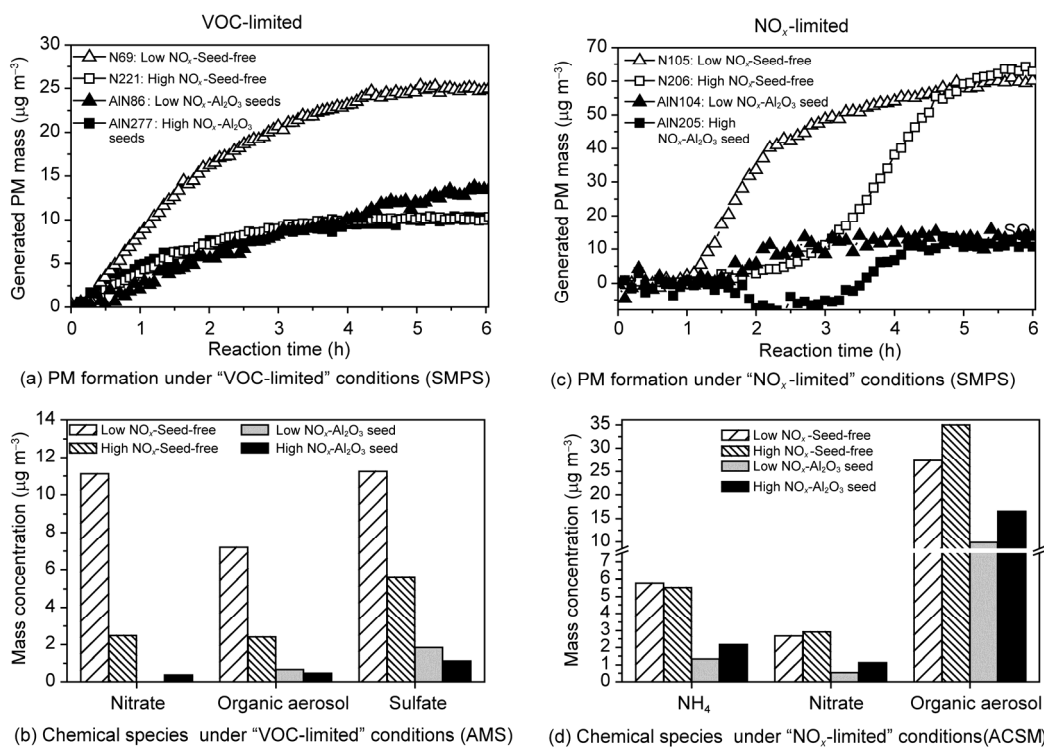 VOC-limited
30
25
20
15
10
5
0
Generated PM mass (μg m⁻³)
N69: Low NOₓ-Seed-free
N221: High NOₓ-Seed-free
AlN86: Low NOₓ-Al₂O₃ seeds
AlN277: High NOₓ-Al₂O₃
seeds
0 1 2 3 4 5 6
Reaction time (h)
(a) PM formation under “VOC-limited” conditions (SMPS)
NOₓ-limited
70
60
50
40
30
20
10
0
Generated PM mass (μg m⁻³)
N105: Low NOₓ-Seed-free
N206: High NOₓ-Seed-free
AlN104: Low NOₓ-Al₂O₃ seed
AlN205: High
NOₓ-Al₂O₃ seed
0 1 2 3 4 5 6
Reaction time (h)
(c) PM formation under “NOₓ-limited” conditions (SMPS)
14
12
10
8
6
4
2
0
Mass concentration (μg m⁻³)
Low NOₓ-Seed-free
High NOₓ-Seed-free
Low NOₓ-Al₂O₃ seed
High NOₓ-Al₂O₃ seed
Nitrate Organic aerosol Sulfate
(b) Chemical species under “VOC-limited” conditions (AMS)
35
30
25
20
15
10
7
6
5
4
3
2
1
0
Mass concentration (μg m⁻³)
Low NOₓ-Seed-free
High NOₓ-Seed-free
Low NOₓ-Al₂O₃ seed
High NOₓ-Al₂O₃ seed
NH₄ Nitrate Organic aerosol
(d) Chemical species under “NOₓ-limited” conditions(ACSM)